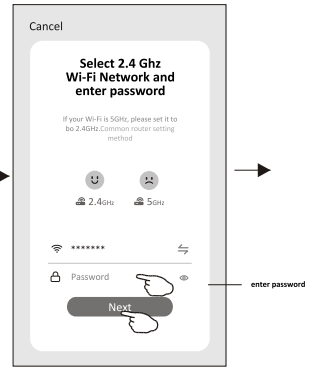 Cancel
Select 2.4 Ghz
Wi-Fi Network and
enter password
If your Wi-Fi is 5GHz, please set it to
bo 2.4GHz.Common router setting
method
2.4GHz 5GHz
*******
Password
enter password
Next